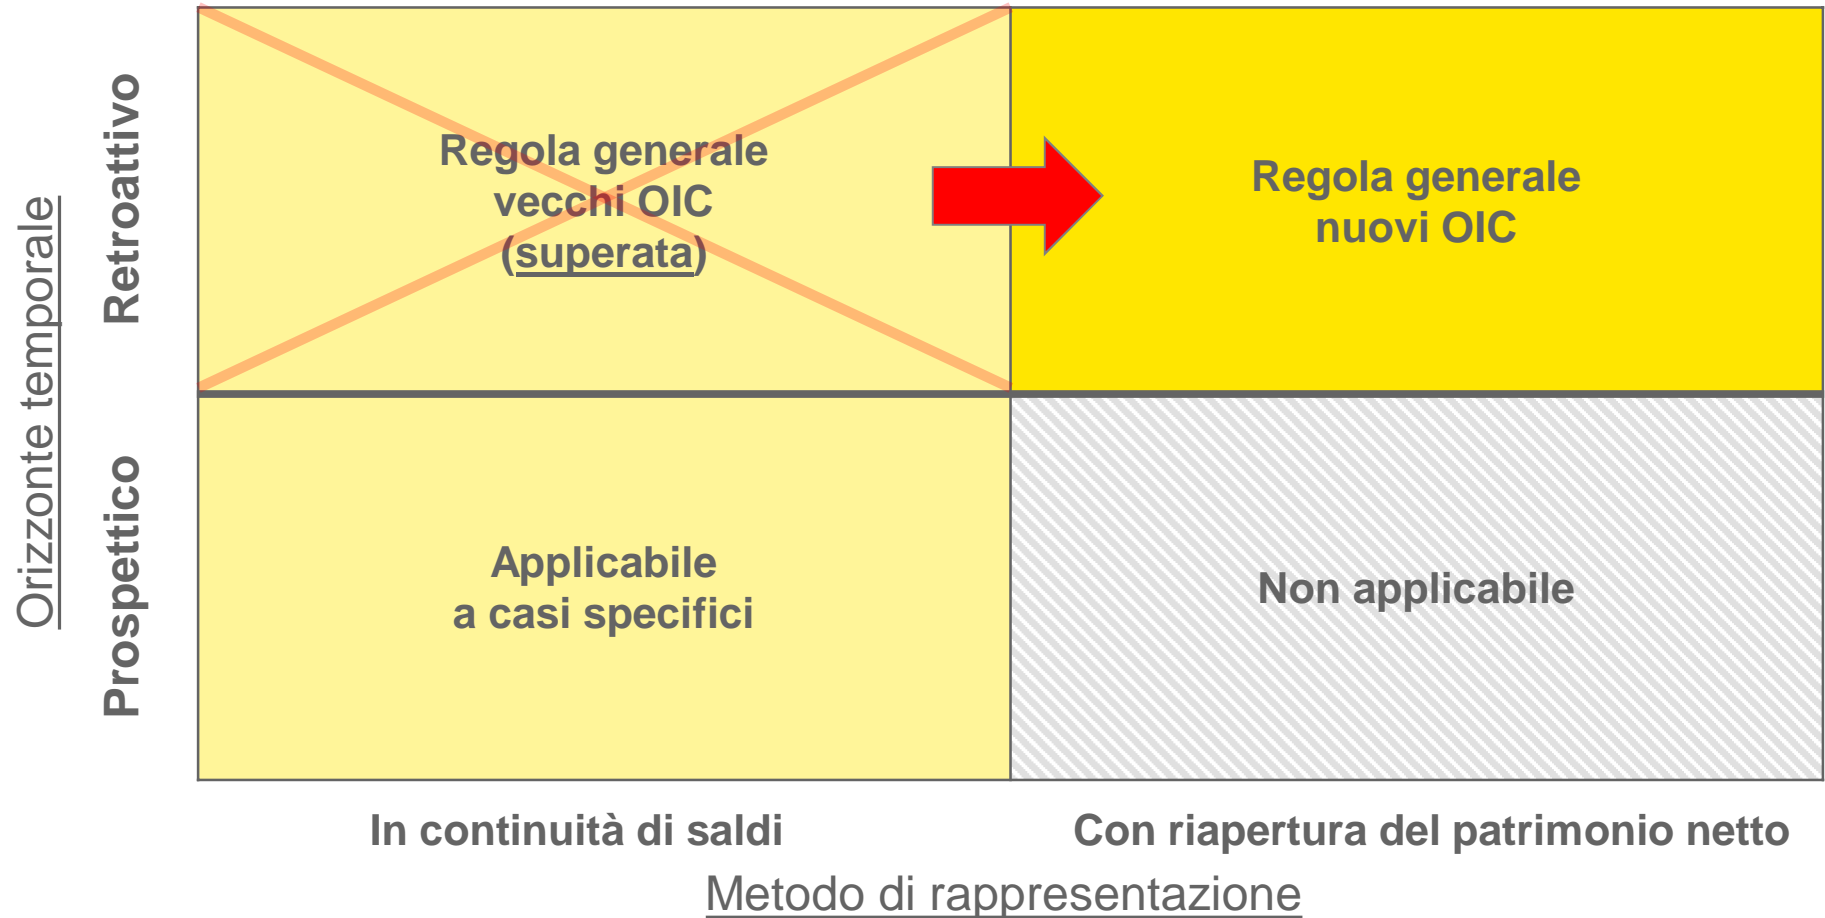 Orizzonte temporale
Retroattivo
Regola generale
vecchi OIC
(superata)
Regola generale
nuovi OIC
Prospettico
Applicabile
a casi specifici
Non applicabile
In continuità di saldi
Con riapertura del patrimonio netto
Metodo di rappresentazione